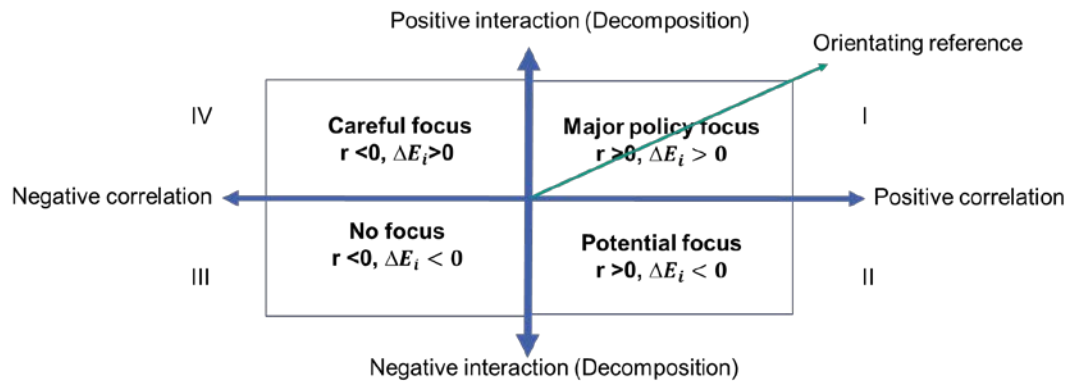 Positive interaction (Decomposition)
Orientating reference
IV
Careful focus
r <0, ΔEᵢ>0
Major policy focus
r >0, ΔEᵢ > 0
I
Negative correlation
Positive correlation
No focus
r <0, ΔEᵢ < 0
Potential focus
r >0, ΔEᵢ < 0
III
II
Negative interaction (Decomposition)